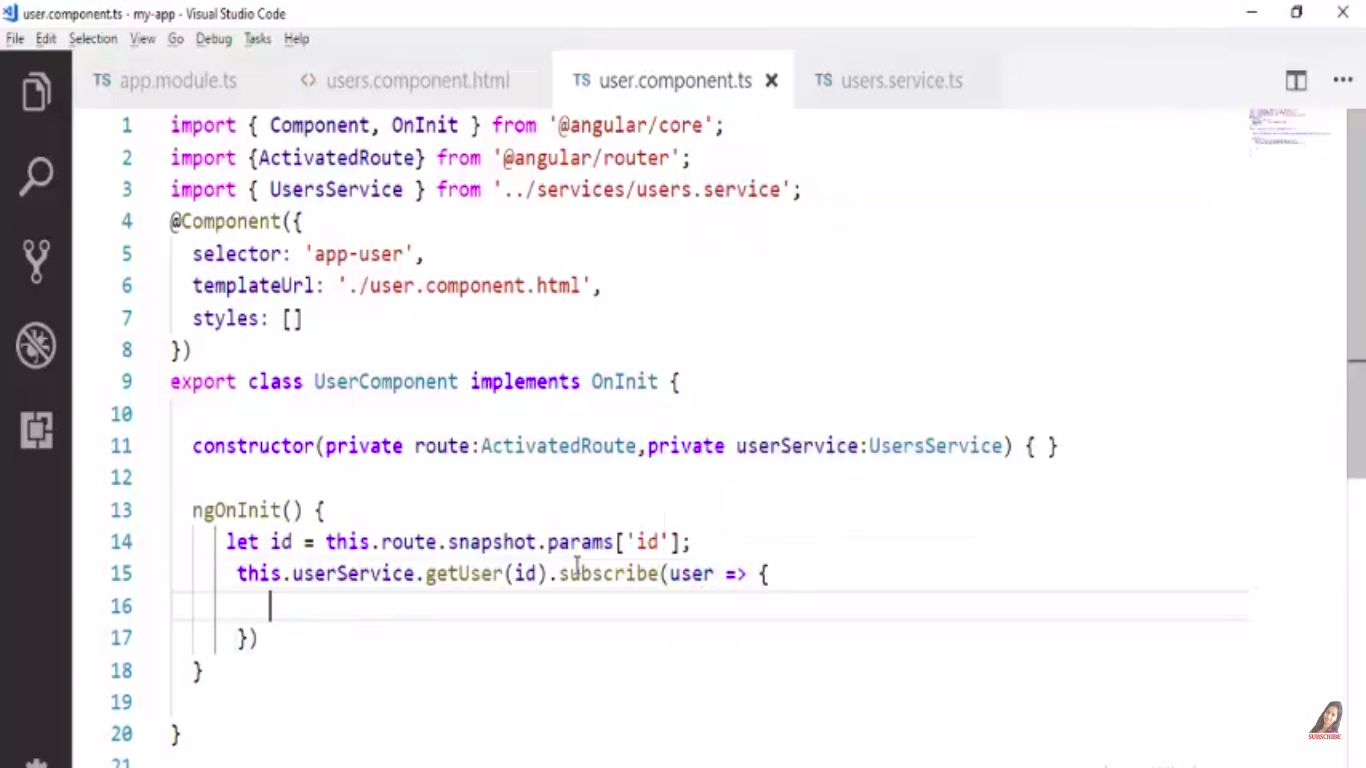 user.component.ts - my-app - Visual Studio Code
File Edit Selection View Go Debug Tasks Help
TS app.module.ts <> users.component.html TS user.component.ts TS users.service.ts
1 import { Component, OnInit } from '@angular/core';
2 import {ActivatedRoute} from '@angular/router';
3 import { UsersService } from '../services/users.service';
4 @Component({
5 selector: 'app-user',
6 templateUrl: './user.component.html',
7 styles: []
8 })
9 export class UserComponent implements OnInit {
10
11 constructor(private route:ActivatedRoute,private userService:UsersService) { }
12
13 ngOnInit() {
14 let id = this.route.snapshot.params['id'];
15 this.userService.getUser(id).subscribe(user => {
16
17 })
18 }
19
20 }
21
SUBSCRIBE